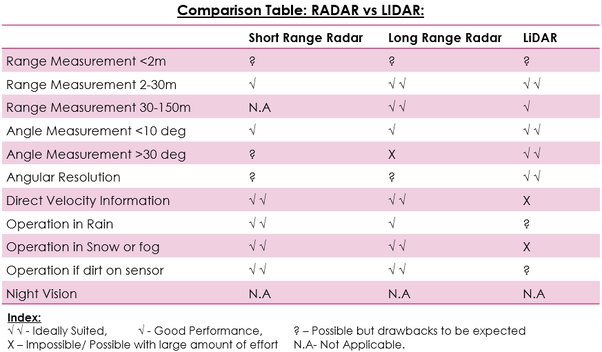 Comparison Table: RADAR vs LIDAR:
Short Range Radar Long Range Radar LiDAR
Range Measurement <2m ? ? ?
Range Measurement 2-30m √ √ √ √ √
Range Measurement 30-150m N.A √ √ √
Angle Measurement <10 deg √ √ √ √
Angle Measurement >30 deg ? X √ √
Angular Resolution ? ? √ √
Direct Velocity Information √ √ √ √ X
Operation in Rain √ √ √ ?
Operation in Snow or fog √ √ √ √ X
Operation if dirt on sensor √ √ √ √ ?
Night Vision N.A N.A N.A
Index:
√ √ - Ideally Suited, √ - Good Performance, ? – Possible but drawbacks to be expected
X – Impossible/ Possible with large amount of effort N.A- Not Applicable.